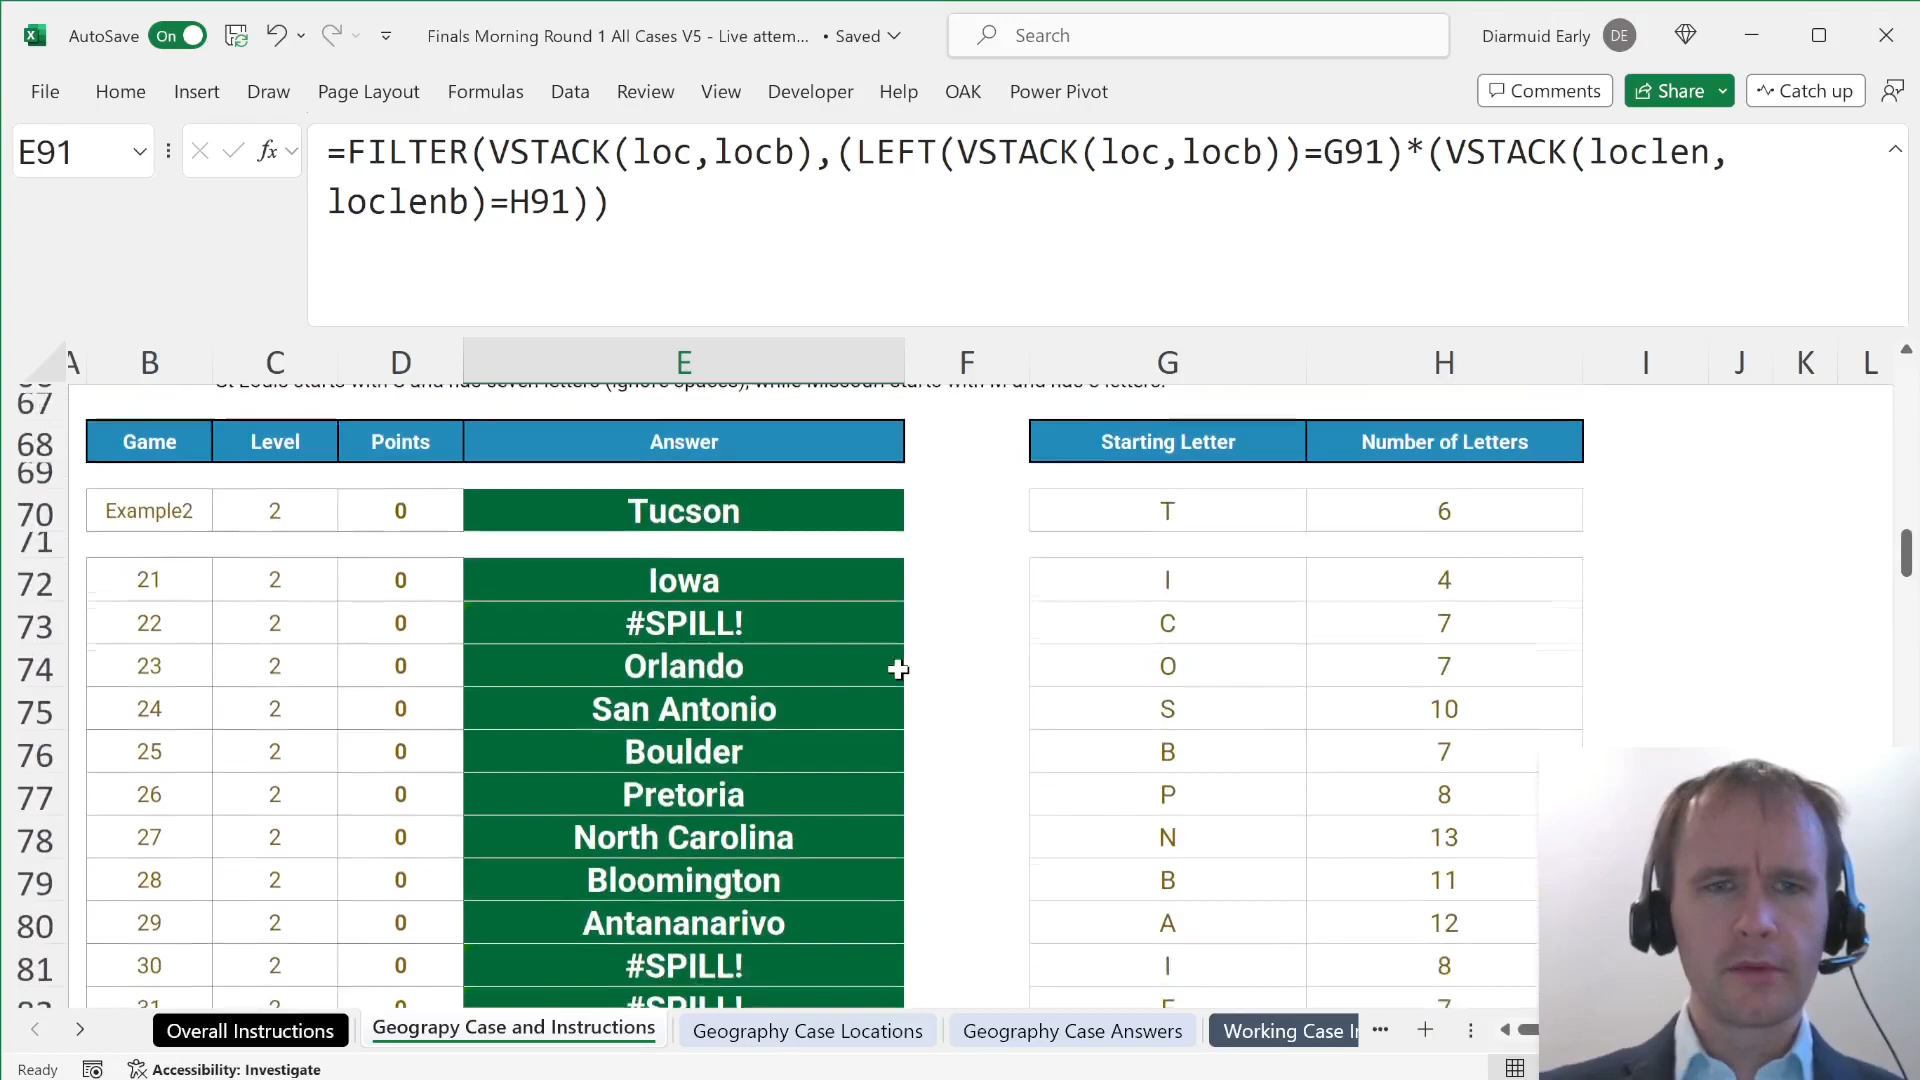 AutoSave On Finals Morning Round 1 All Cases V5 - Live attem... • Saved Search Diarmuid Early DE
File Home Insert Draw Page Layout Formulas Data Review View Developer Help OAK Power Pivot Comments Share Catch up
E91 fx =FILTER(VSTACK(loc,locb),(LEFT(VSTACK(loc,locb))=G91)*(VSTACK(loclen,
loclenb)=H91))
A B C D E F G H I J K L
67
68 Game Level Points Answer Starting Letter Number of Letters
69
70 Example2 2 0 Tucson T 6
71
72 21 2 0 Iowa I 4
73 22 2 0 #SPILL! C 7
74 23 2 0 Orlando O 7
75 24 2 0 San Antonio S 10
76 25 2 0 Boulder B 7
77 26 2 0 Pretoria P 8
78 27 2 0 North Carolina N 13
79 28 2 0 Bloomington B 11
80 29 2 0 Antananarivo A 12
81 30 2 0 #SPILL! I 8
31 2 0 #SPILL! 7
Overall Instructions Geograpy Case and Instructions Geography Case Locations Geography Case Answers Working Case I
Ready Accessibility: Investigate